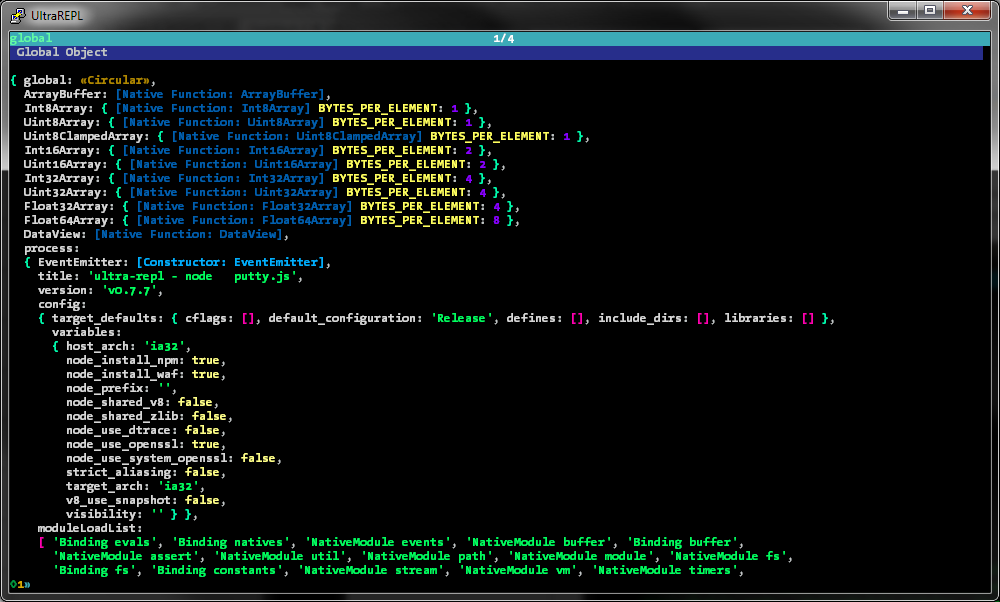 UltraREPL
global 1/4
Global Object
{ global: «Circular»,
ArrayBuffer: [Native Function: ArrayBuffer],
Int8Array: { [Native Function: Int8Array] BYTES_PER_ELEMENT: 1 },
Uint8Array: { [Native Function: Uint8Array] BYTES_PER_ELEMENT: 1 },
Uint8ClampedArray: { [Native Function: Uint8ClampedArray] BYTES_PER_ELEMENT: 1 },
Int16Array: { [Native Function: Int16Array] BYTES_PER_ELEMENT: 2 },
Uint16Array: { [Native Function: Uint16Array] BYTES_PER_ELEMENT: 2 },
Int32Array: { [Native Function: Int32Array] BYTES_PER_ELEMENT: 4 },
Uint32Array: { [Native Function: Uint32Array] BYTES_PER_ELEMENT: 4 },
Float32Array: { [Native Function: Float32Array] BYTES_PER_ELEMENT: 4 },
Float64Array: { [Native Function: Float64Array] BYTES_PER_ELEMENT: 8 },
DataView: [Native Function: DataView],
process:
{ EventEmitter: [Constructor: EventEmitter],
title: 'ultra-repl - node   putty.js',
version: 'v0.7.7',
config:
{ target_defaults: { cflags: [], default_configuration: 'Release', defines: [], include_dirs: [], libraries: [] },
variables:
{ host_arch: 'ia32',
node_install_npm: true,
node_install_waf: true,
node_prefix: '',
node_shared_v8: false,
node_shared_zlib: false,
node_use_dtrace: false,
node_use_openssl: true,
node_use_system_openssl: false,
strict_aliasing: false,
target_arch: 'ia32',
v8_use_snapshot: false,
visibility: '' } },
moduleLoadList:
[ 'Binding evals', 'Binding natives', 'NativeModule events', 'NativeModule buffer', 'Binding buffer',
'NativeModule assert', 'NativeModule util', 'NativeModule path', 'NativeModule module', 'NativeModule fs',
'Binding fs', 'Binding constants', 'NativeModule stream', 'NativeModule vm', 'NativeModule timers',
◊1»